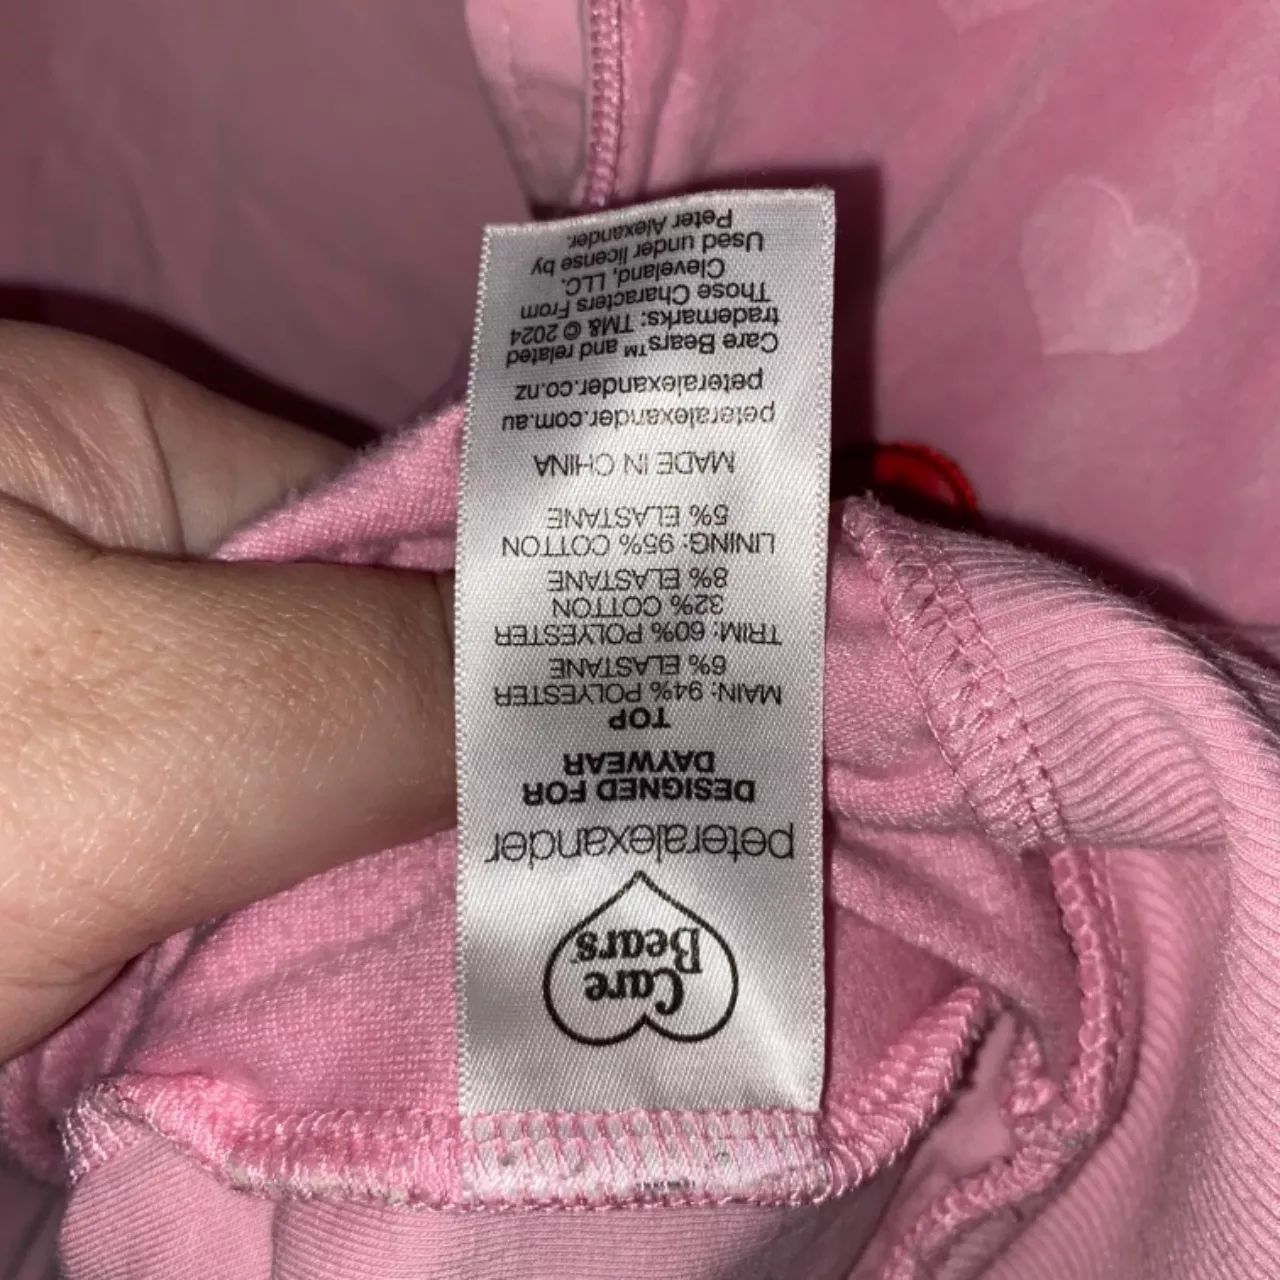 Care
Bears
peteralexander
DESIGNED FOR
DAYWEAR
TOP
MAIN: 94% POLYESTER
6% ELASTANE
TRIM: 60% POLYESTER
32% COTTON
8% ELASTANE
LINING: 95% COTTON
5% ELASTANE
MADE IN CHINA
peteralexander.com.au
peteralexander.co.nz
Care Bears™ and related
trademarks: TM& © 2024
Those Characters From
Cleveland, LLC.
Used under license by
Peter Alexander.